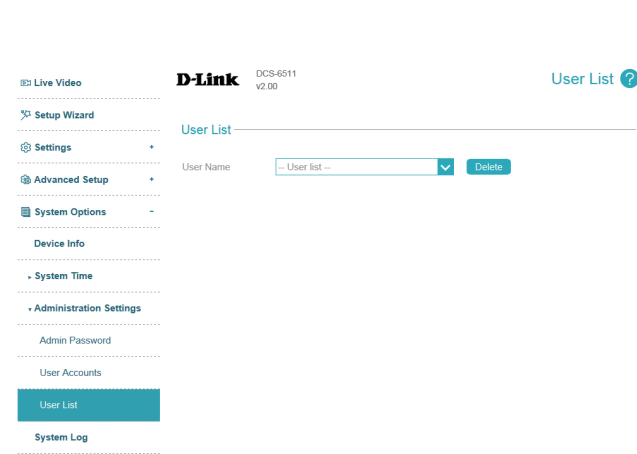 Live Video
Setup Wizard
Settings +
Advanced Setup +
System Options -
Device Info
System Time
Administration Settings
Admin Password
User Accounts
User List
System Log
D-Link
DCS-6511
v2.00
User List ?
User List
User Name -- User list -- Delete